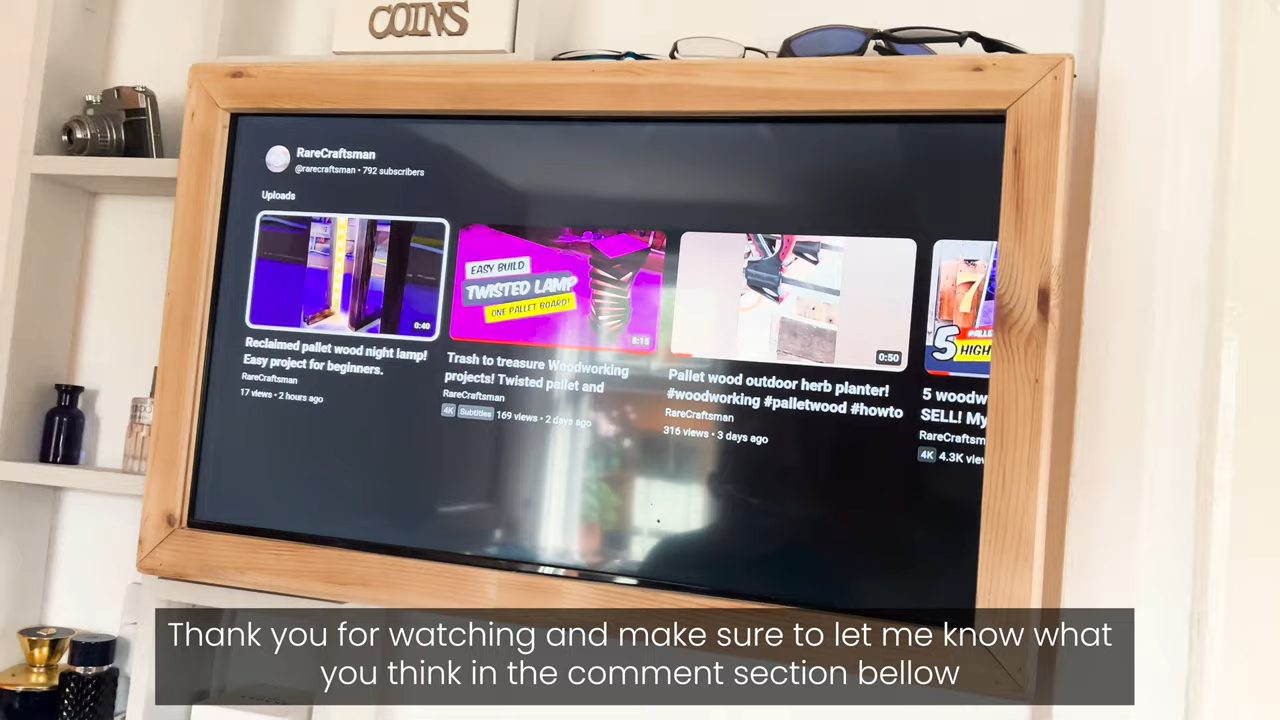 COINS
RareCraftsman
@rarecraftsman • 792 subscribers
Uploads
0:40
Reclaimed pallet wood night lamp!
Easy project for beginners.
RareCraftsman
17 views • 2 hours ago
EASY BUILD
TWISTED LAMP
ONE PALLET BOARD!
8:15
Trash to treasure Woodworking
projects! Twisted pallet and
RareCraftsman
4K Subtitles 169 views • 2 days ago
0:50
Pallet wood outdoor herb planter!
#woodworking #palletwood #howto
RareCraftsman
316 views • 3 days ago
7
5 HIGH
5 woodw
SELL! My
RareCraftsm
4K 4.3K view
Thank you for watching and make sure to let me know what
you think in the comment section bellow